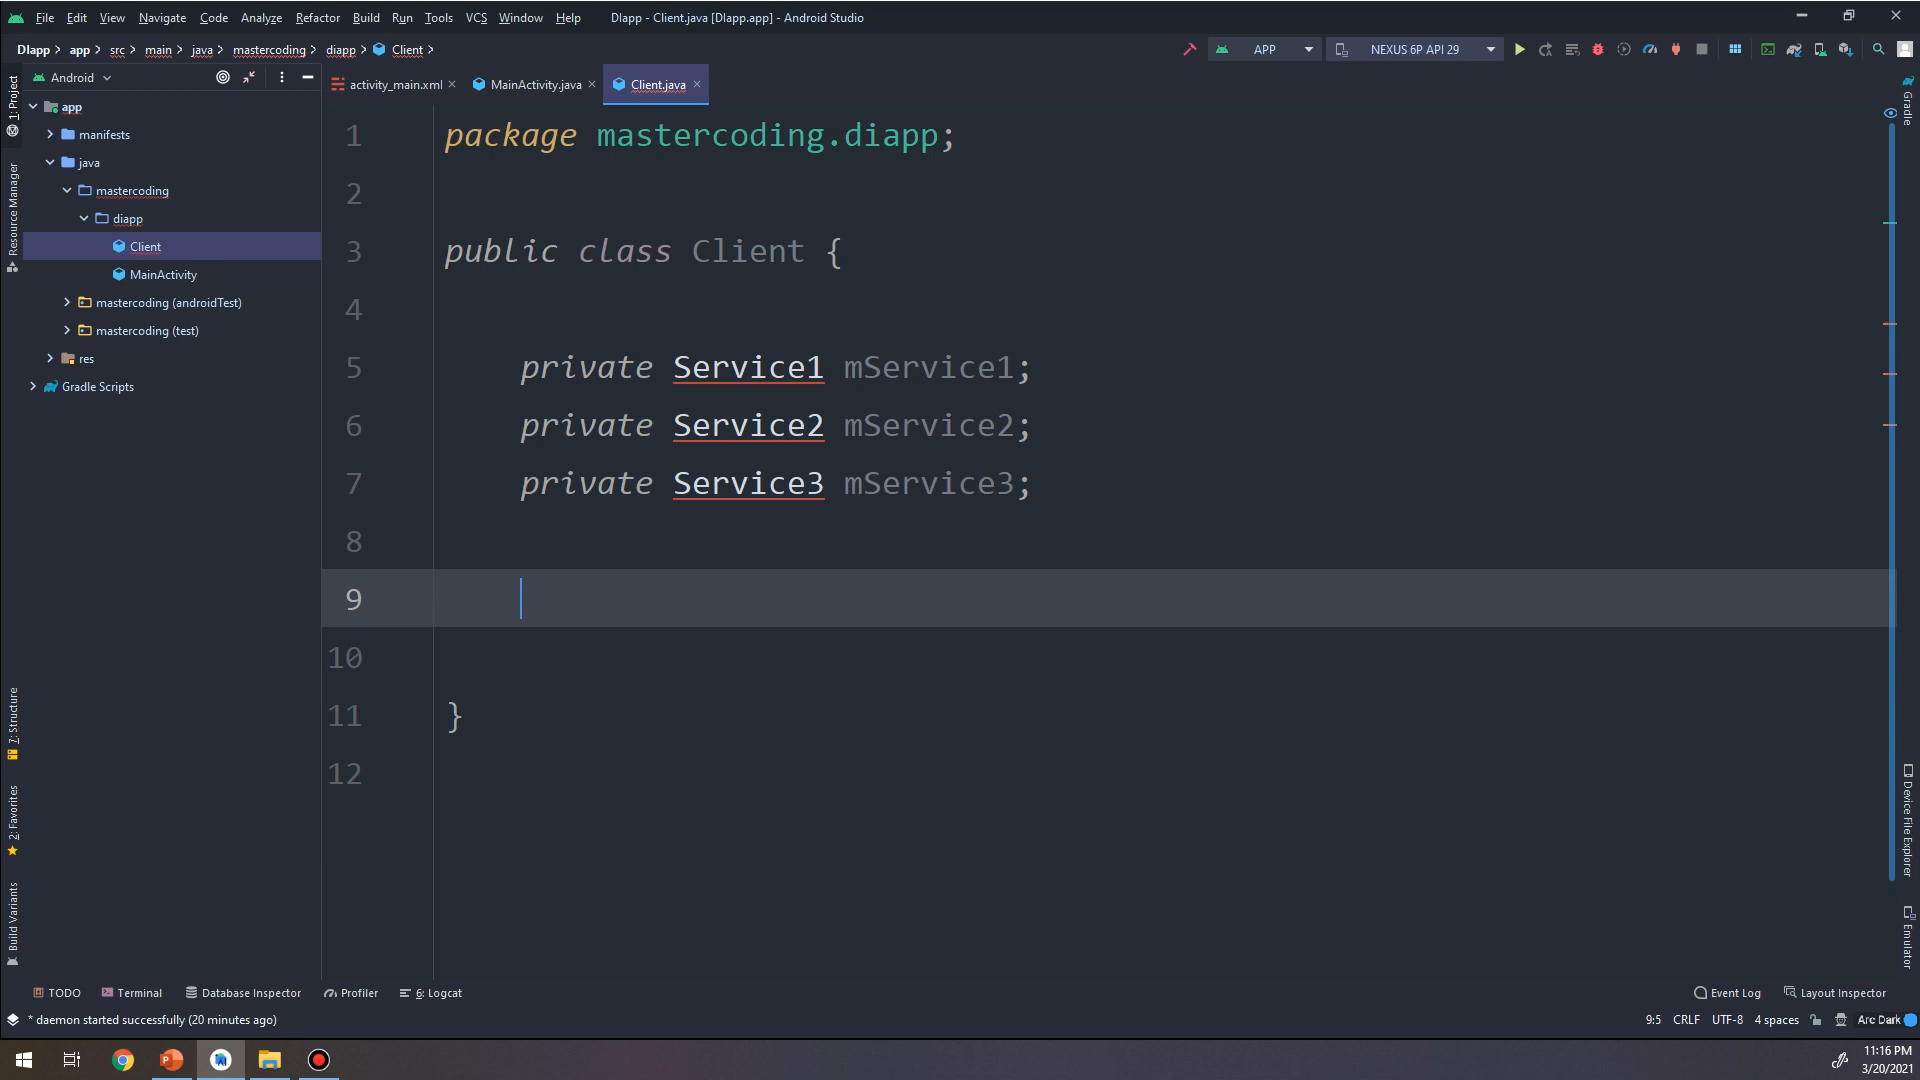 File Edit View Navigate Code Analyze Refactor Build Run Tools VCS Window Help DIapp - Client.java [DIapp.app] - Android Studio
DIapp app src main java mastercoding diapp Client APP NEXUS 6P API 29
Android
activity_main.xml MainActivity.java Client.java
1: Project
Resource Manager
7: Structure
2: Favorites
Build Variants
app
manifests
java
mastercoding
diapp
Client
MainActivity
mastercoding (androidTest)
mastercoding (test)
res
Gradle Scripts
1 package mastercoding.diapp;
2
3 public class Client {
4
5 private Service1 mService1;
6 private Service2 mService2;
7 private Service3 mService3;
8
9
10
11 }
12
Gradle
Device File Explorer
Emulator
TODO Terminal Database Inspector Profiler 6: Logcat Event Log Layout Inspector
* daemon started successfully (20 minutes ago) 9:5 CRLF UTF-8 4 spaces Arc Dark
11:16 PM
3/20/2021